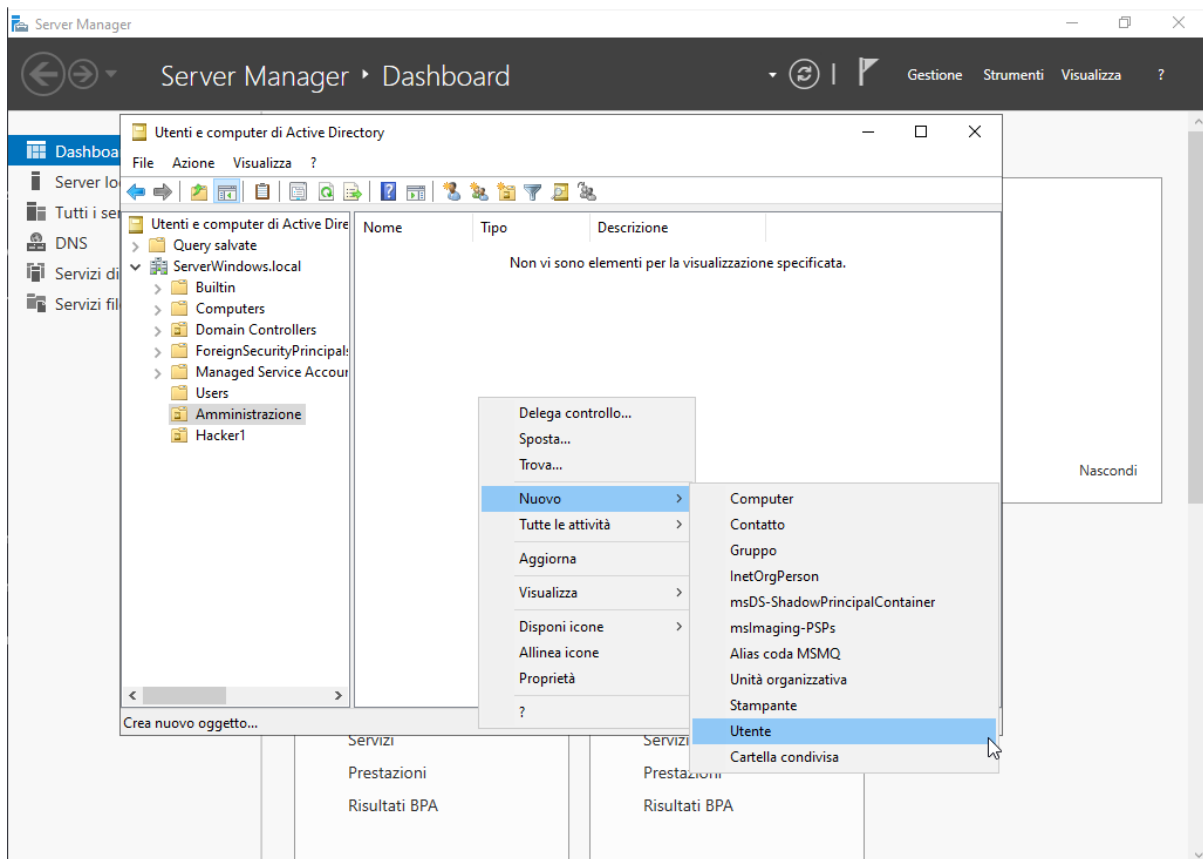 Server Manager
Server Manager ‣ Dashboard
Gestione Strumenti Visualizza ?
Dashboa
Server lo
Tutti i ser
DNS
Servizi di
Servizi fil
Utenti e computer di Active Directory
File Azione Visualizza ?
Utenti e computer di Active Dire
Query salvate
ServerWindows.local
Builtin
Computers
Domain Controllers
ForeignSecurityPrincipals
Managed Service Accour
Users
Amministrazione
Hacker1
Nome Tipo Descrizione
Non vi sono elementi per la visualizzazione specificata.
Delega controllo...
Sposta...
Trova...
Nuovo
Tutte le attività
Aggiorna
Visualizza
Disponi icone
Allinea icone
Proprietà
?
Computer
Contatto
Gruppo
InetOrgPerson
msDS-ShadowPrincipalContainer
msImaging-PSPs
Alias coda MSMQ
Unità organizzativa
Stampante
Utente
Cartella condivisa
Crea nuovo oggetto...
Nascondi
Servizi
Prestazioni
Risultati BPA
Servizi
Prestazioni
Risultati BPA